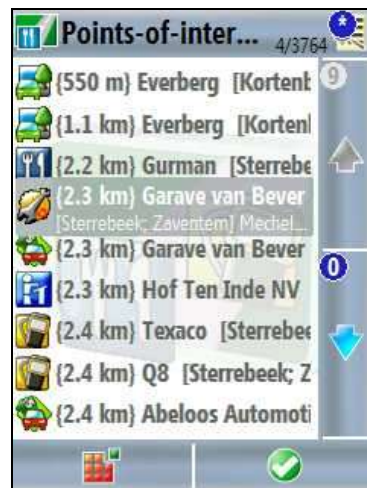 Points-of-inter... 4/3764 *
{550 m} Everberg [Kortenb
9
{1.1 km} Everberg [Korten
{2.2 km} Gurman [Sterrebe
{2.3 km} Garave van Bever
[Sterrebeek; Zaventem] Mechel...
{2.3 km} Garave van Bever
0
{2.3 km} Hof Ten Inde NV
{2.4 km} Texaco [Sterrebee
{2.4 km} Q8 [Sterrebeek; Z
{2.4 km} Abeloos Automoti